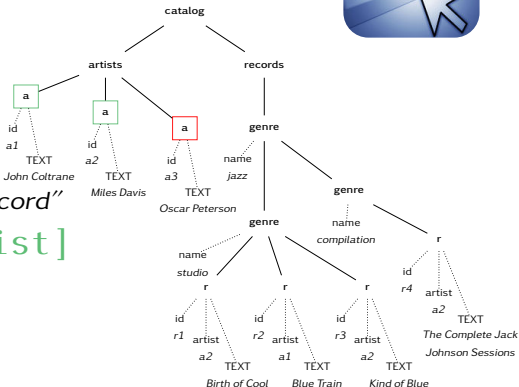 catalog
artists records
a
a
a genre
id
a1
TEXT
John Coltrane
id
a2
TEXT
Miles Davis
id
a3
TEXT
Oscar Peterson
name
jazz
genre
name
compilation
genre
cord"
ist]
name
studio
r r r r
id
r1
artist
a2
TEXT
Birth of Cool
id
r2
artist
a1
TEXT
Blue Train
id
r3
artist
a2
TEXT
Kind of Blue
id
r4
artist
a2
TEXT
The Complete Jack
Johnson Sessions